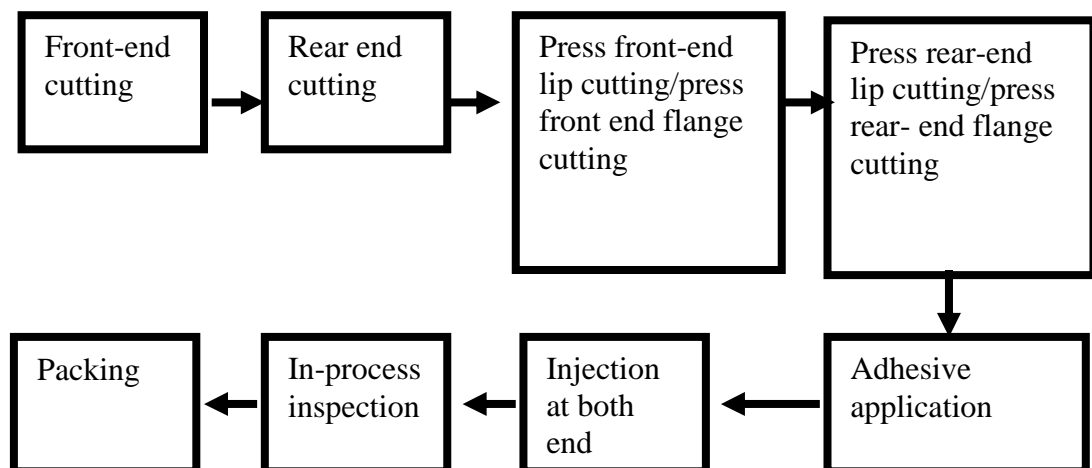 Front-end
cutting
Rear end
cutting
Press front-end
lip cutting/press
front end flange
cutting
Press rear-end
lip cutting/press
rear- end flange
cutting
Adhesive
application
Injection
at both
end
In-process
inspection
Packing